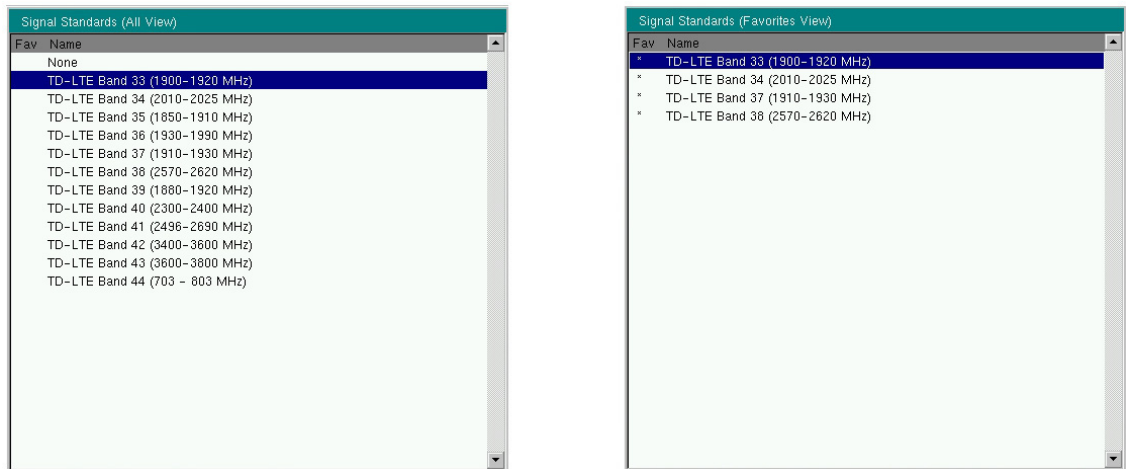 Signal Standards (All View)
Fav Name
None
TD-LTE Band 33 (1900-1920 MHz)
TD-LTE Band 34 (2010-2025 MHz)
TD-LTE Band 35 (1850-1910 MHz)
TD-LTE Band 36 (1930-1990 MHz)
TD-LTE Band 37 (1910-1930 MHz)
TD-LTE Band 38 (2570-2620 MHz)
TD-LTE Band 39 (1880-1920 MHz)
TD-LTE Band 40 (2300-2400 MHz)
TD-LTE Band 41 (2496-2690 MHz)
TD-LTE Band 42 (3400-3600 MHz)
TD-LTE Band 43 (3600-3800 MHz)
TD-LTE Band 44 (703 - 803 MHz)
Signal Standards (Favorites View)
Fav Name
* TD-LTE Band 33 (1900-1920 MHz)
* TD-LTE Band 34 (2010-2025 MHz)
* TD-LTE Band 37 (1910-1930 MHz)
* TD-LTE Band 38 (2570-2620 MHz)